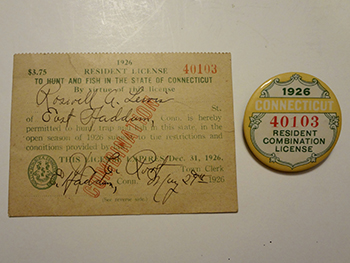 1926
$3.75 RESIDENT LICENSE 40103
TO HUNT AND FISH IN THE STATE OF CONNECTICUT
By virtue of this license
Roswell A.
of East Haddam, Conn., is hereby
permitted to hunt, trap and fish in this state, in the
open season of 1926 subject to the restrictions and
conditions provided by
THIS LICENSE EXPIRES Dec. 31, 1926.
COMBINATION
Town Clerk
E. Haddam, Conn. 1926
1926
CONNECTICUT
40103
RESIDENT
COMBINATION
LICENSE